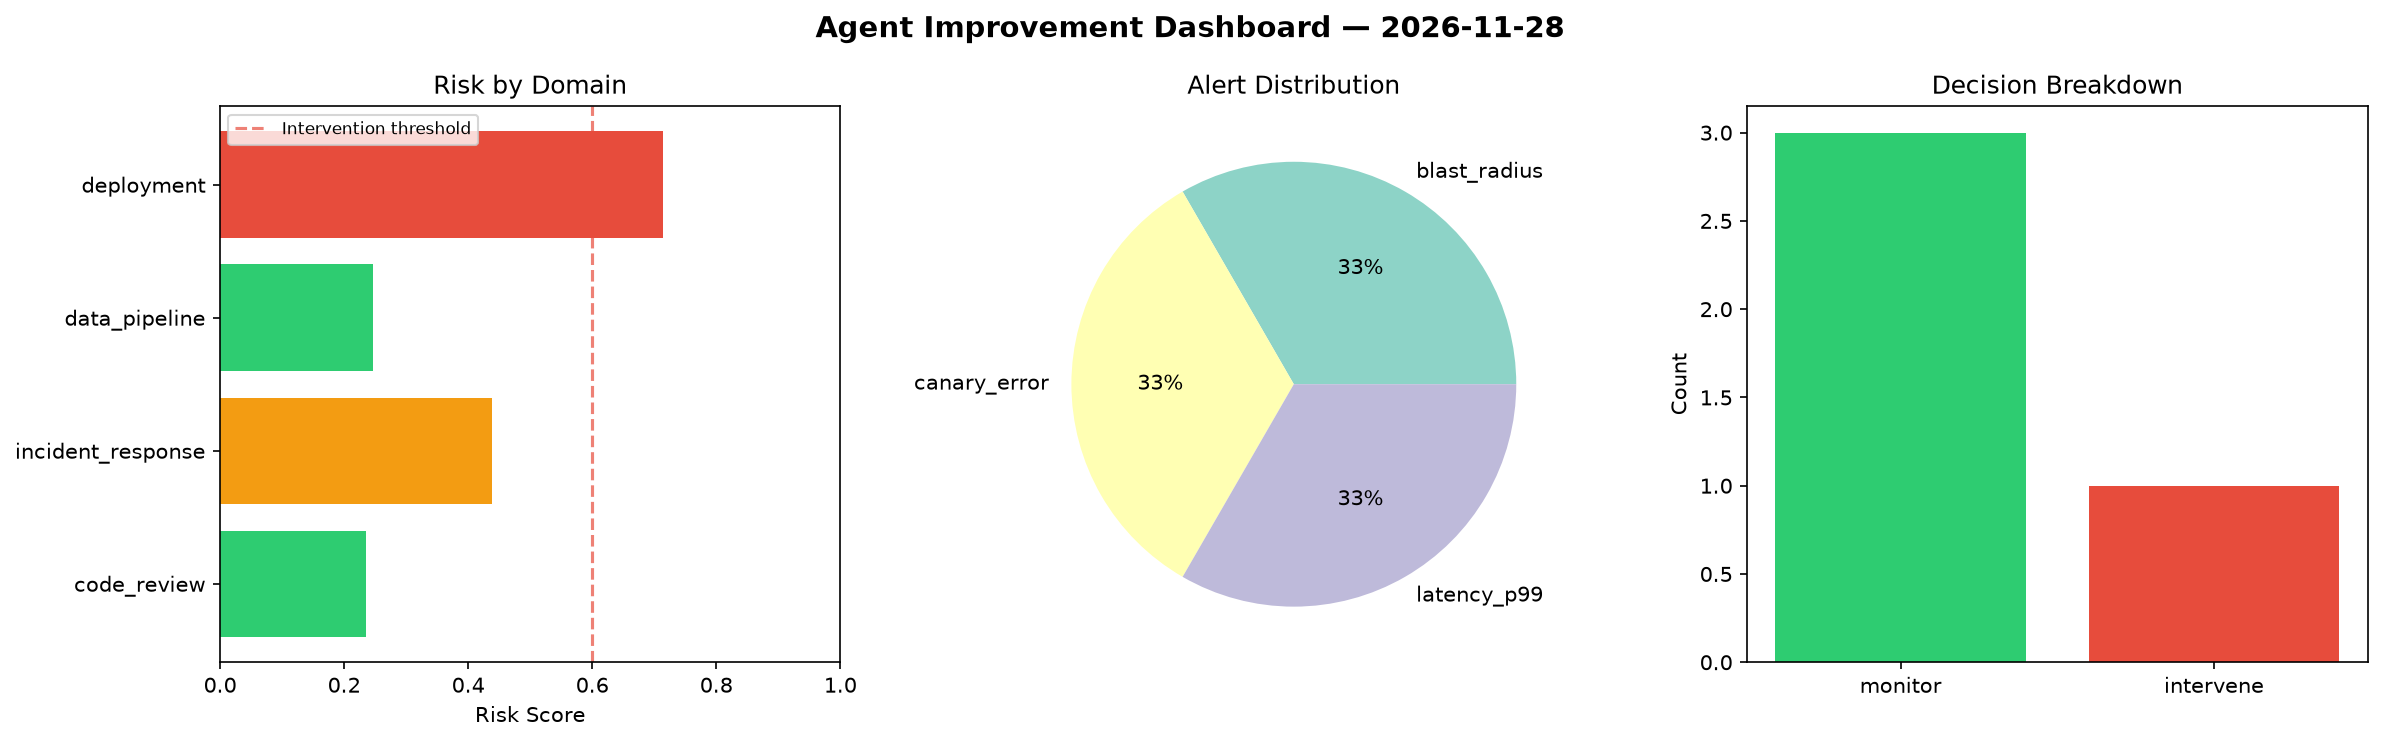 Agent Improvement Dashboard — 2026-11-28
Risk by Domain
Intervention threshold
deployment
data_pipeline
incident_response
code_review
0.0 0.2 0.4 0.6 0.8 1.0
Risk Score
Alert Distribution
blast_radius
33%
canary_error
33%
33%
latency_p99
Decision Breakdown
3.0
2.5
2.0
1.5
1.0
0.5
0.0
Count
monitor intervene